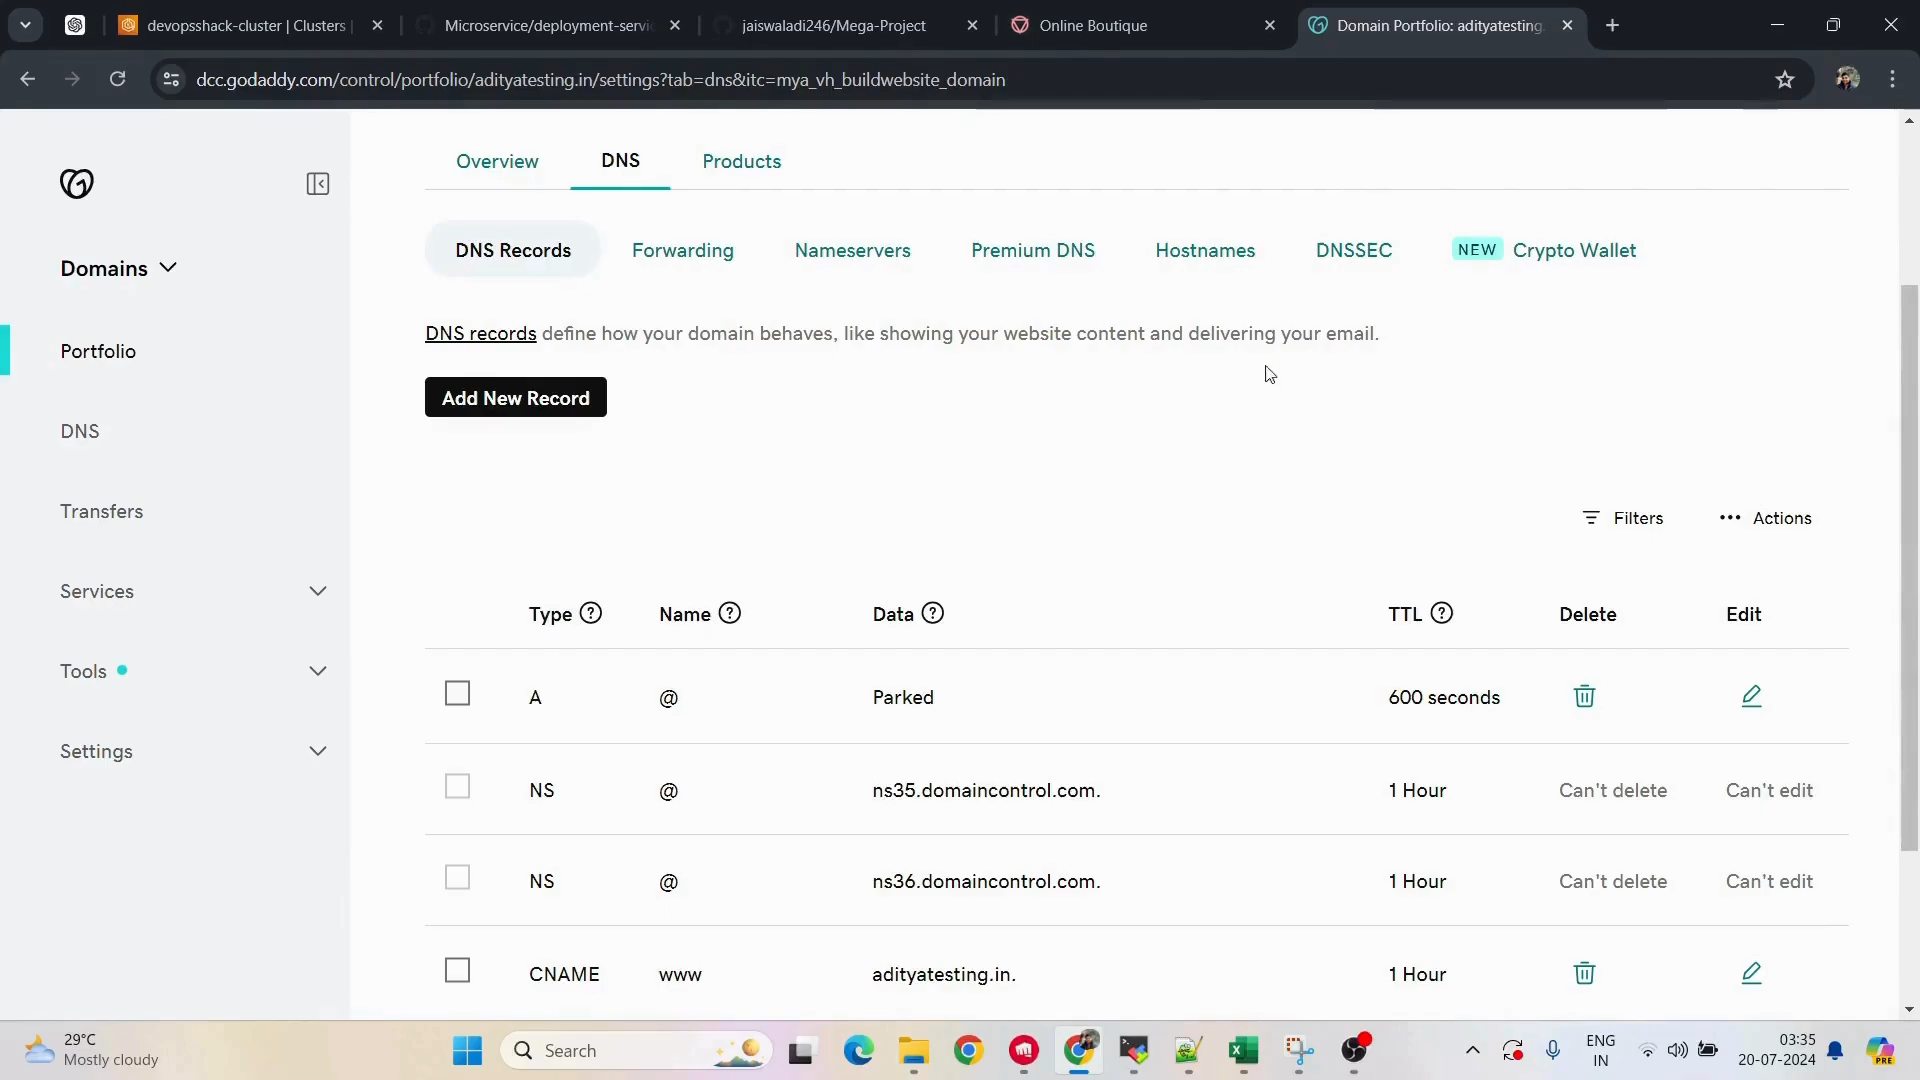 devopsshack-cluster | Clusters |
Microservice/deployment-servic
jaiswaladi246/Mega-Project
Online Boutique
Domain Portfolio: adityatesting.
dcc.godaddy.com/control/portfolio/adityatesting.in/settings?tab=dns&itc=mya_vh_buildwebsite_domain
Overview
DNS
Products
Domains
Portfolio
DNS
Transfers
Services
Tools
Settings
DNS Records
Forwarding
Nameservers
Premium DNS
Hostnames
DNSSEC
NEW Crypto Wallet
DNS records define how your domain behaves, like showing your website content and delivering your email.
Add New Record
Filters
Actions
Type ? Name ? Data ? TTL ? Delete Edit
A @ Parked 600 seconds
NS @ ns35.domaincontrol.com. 1 Hour Can't delete Can't edit
NS @ ns36.domaincontrol.com. 1 Hour Can't delete Can't edit
CNAME www adityatesting.in. 1 Hour
29°C
Mostly cloudy
Search
ENG
IN
03:35
20-07-2024
PRE